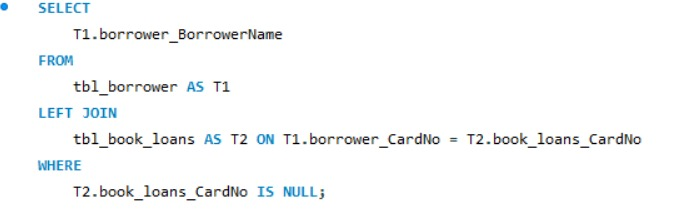 SELECT
T1.borrower_BorrowerName
FROM
tbl_borrower AS T1
LEFT JOIN
tbl_book_loans AS T2 ON T1.borrower_CardNo = T2.book_loans_CardNo
WHERE
T2.book_loans_CardNo IS NULL;